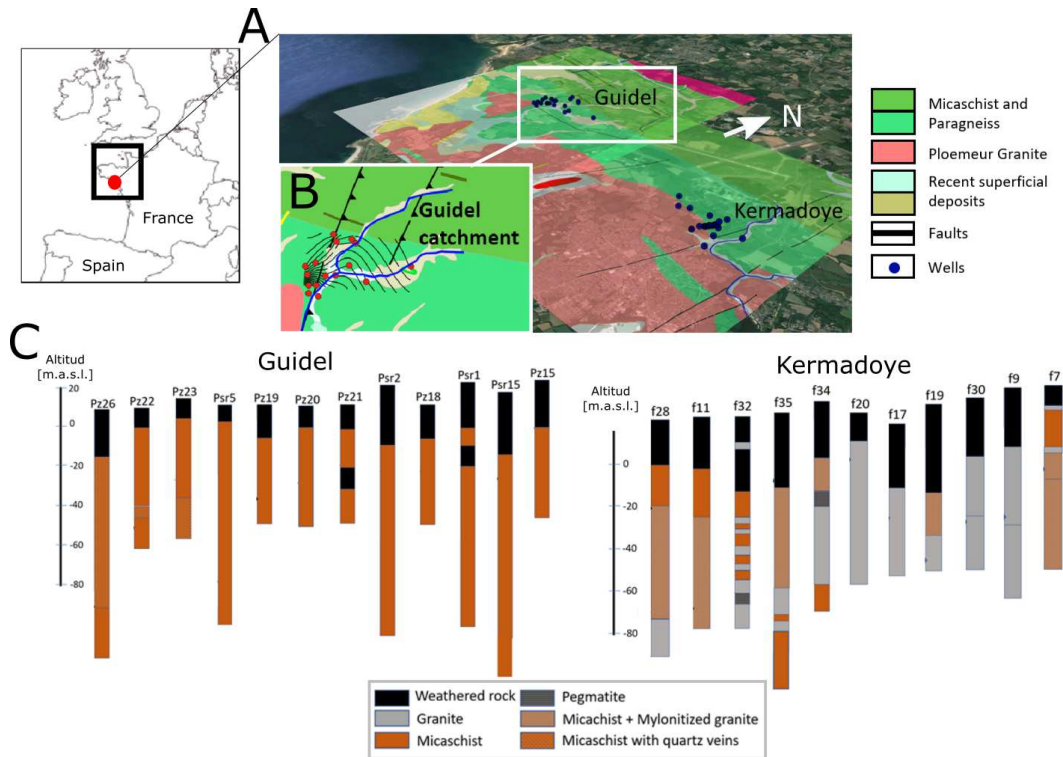 A
France
Spain
Guidel
N
Kermadoye
B
Guidel
catchment
Micaschist and
Paragneiss
Ploemeur Granite
Recent superficial
deposits
Faults
Wells
C
Guidel
Altitud
[m.a.s.l.]
20
0
-20
-40
-60
-80
Pz26
Pz22
Pz23
Psr5
Pz19
Pz20
Pz21
Psr2
Pz18
Psr1
Psr15
Pz15
Kermadoye
Altitud
[m.a.s.l.]
0
-20
-40
-60
-80
f28
f11
f32
f35
f34
f20
f17
f19
f30
f9
f7
Weathered rock
Granite
Micaschist
Pegmatite
Micachist + Mylonitized granite
Micaschist with quartz veins